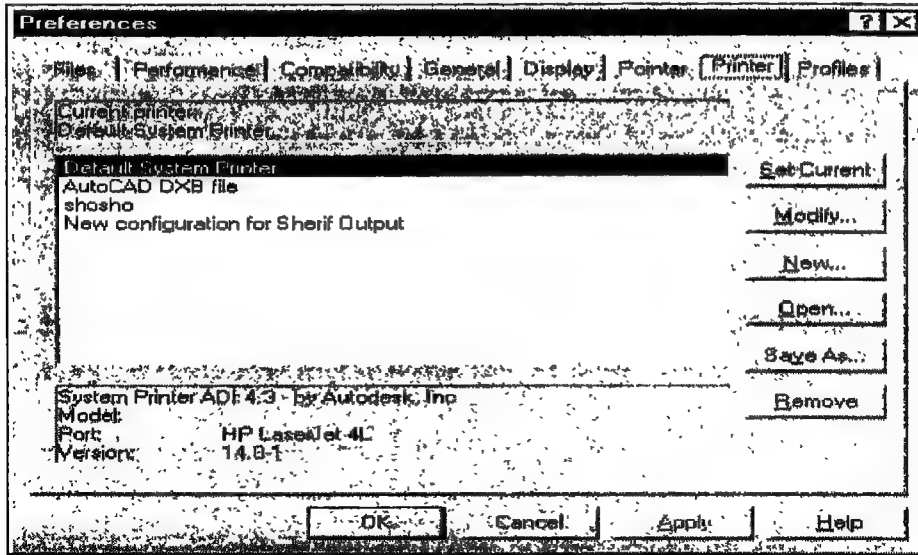 Preferences
Files Performance Compatibility General Display Pointer Printer Profiles
Current printer:
Default System Printer
Default System Printer
AutoCAD DXB file
shosho
New configuration for Sherif Output
Set Current
Modify...
New...
Open...
Save As...
Remove
System Printer ADI 4.3 - by Autodesk, Inc
Model:
Port: HP LaserJet 4L
Version: 14.0-1
OK Cancel Apply Help